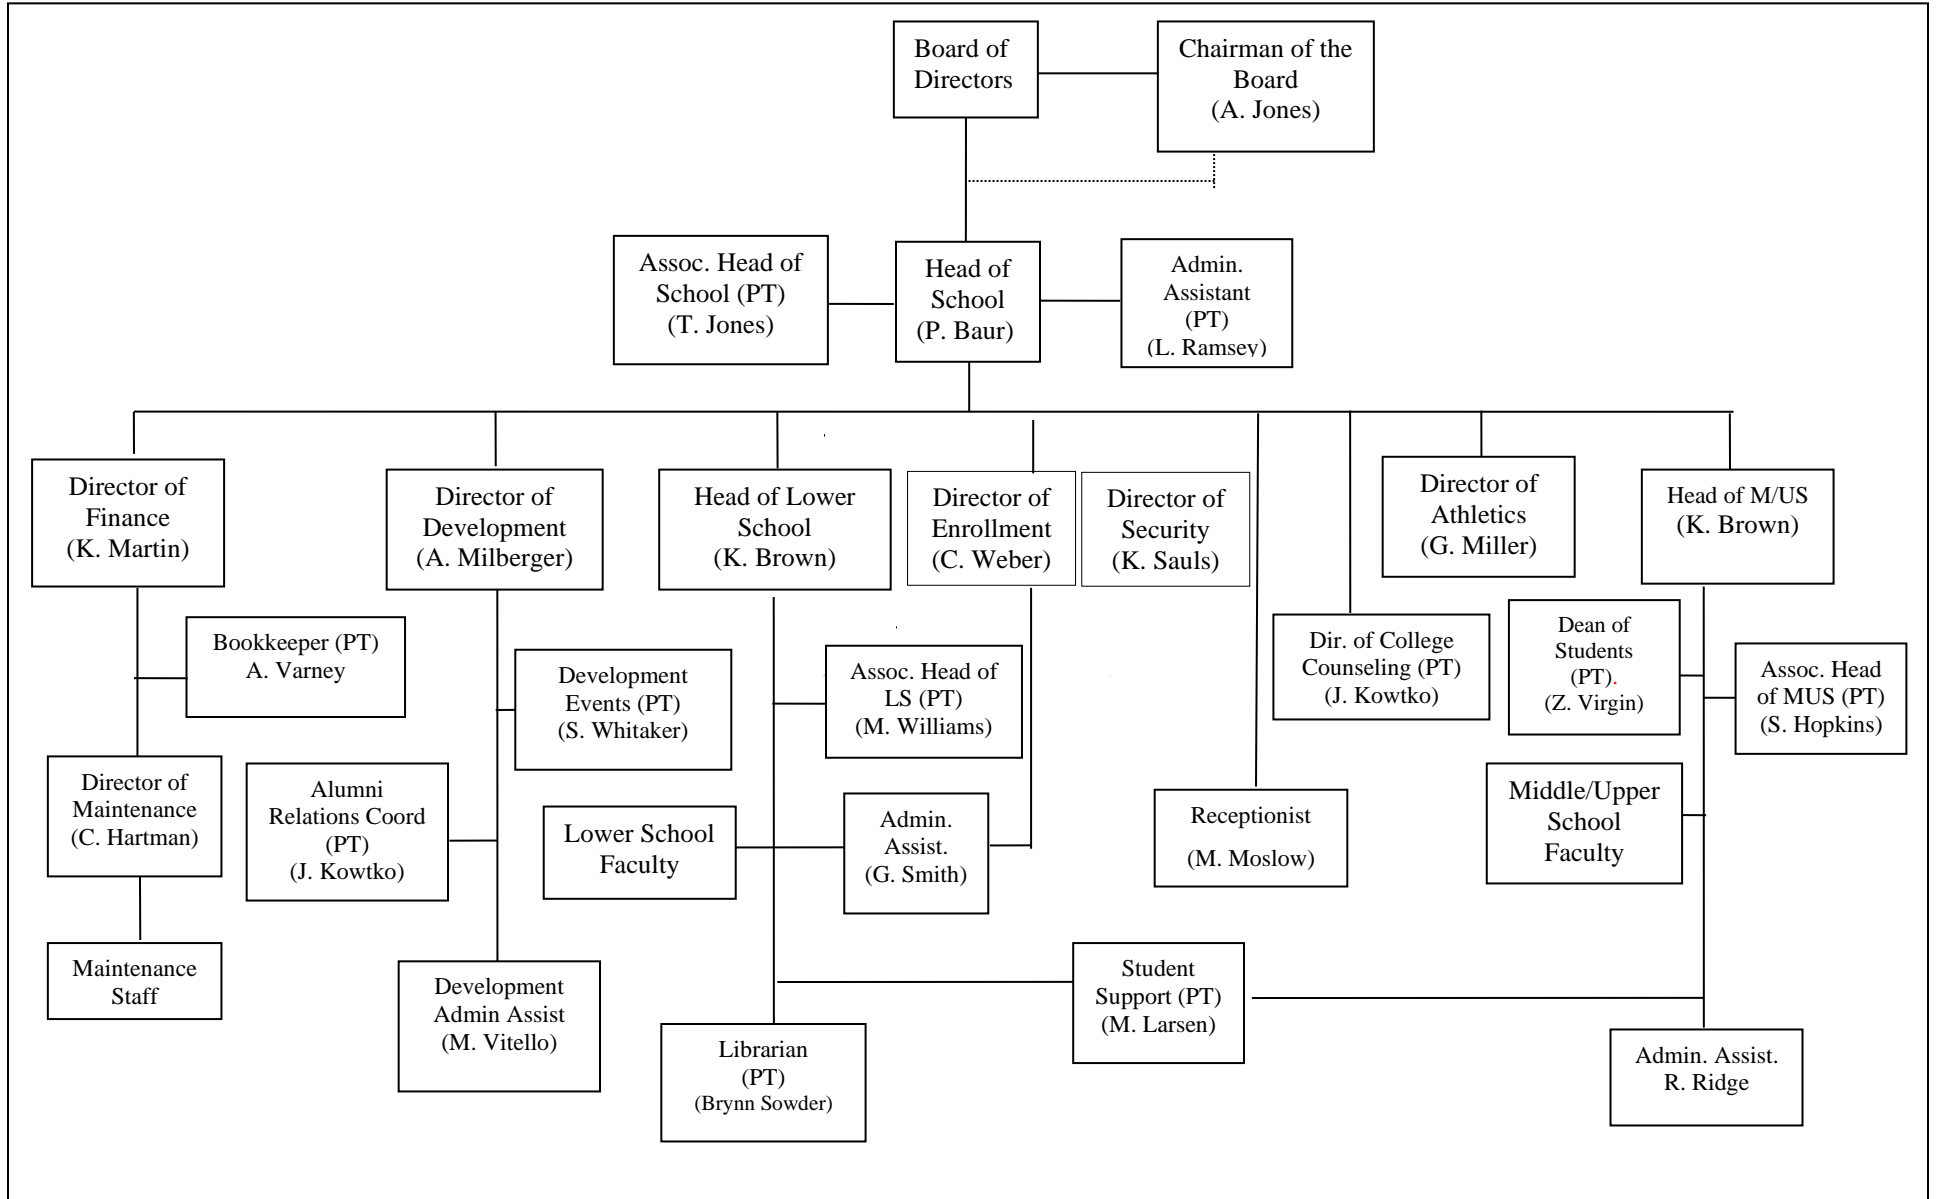 Board of
Directors
Chairman of the
Board
(A. Jones)
Assoc. Head of
School (PT)
(T. Jones)
Head of
School
(P. Baur)
Admin.
Assistant
(PT)
(L. Ramsey)
Director of
Finance
(K. Martin)
Director of
Development
(A. Milberger)
Head of Lower
School
(K. Brown)
Director of
Enrollment
(C. Weber)
Director of
Security
(K. Sauls)
Director of
Athletics
(G. Miller)
Head of M/US
(K. Brown)
Bookkeeper (PT)
A. Varney
Development
Events (PT)
(S. Whitaker)
Assoc. Head of
LS (PT)
(M. Williams)
Dir. of College
Counseling (PT)
(J. Kowtko)
Dean of
Students
(PT).
(Z. Virgin)
Assoc. Head
of MUS (PT)
(S. Hopkins)
Director of
Maintenance
(C. Hartman)
Alumni
Relations Coord
(PT)
(J. Kowtko)
Lower School
Faculty
Admin.
Assist.
(G. Smith)
Receptionist
(M. Moslow)
Middle/Upper
School
Faculty
Maintenance
Staff
Development
Admin Assist
(M. Vitello)
Student
Support (PT)
(M. Larsen)
Librarian
(PT)
(Brynn Sowder)
Admin. Assist.
R. Ridge